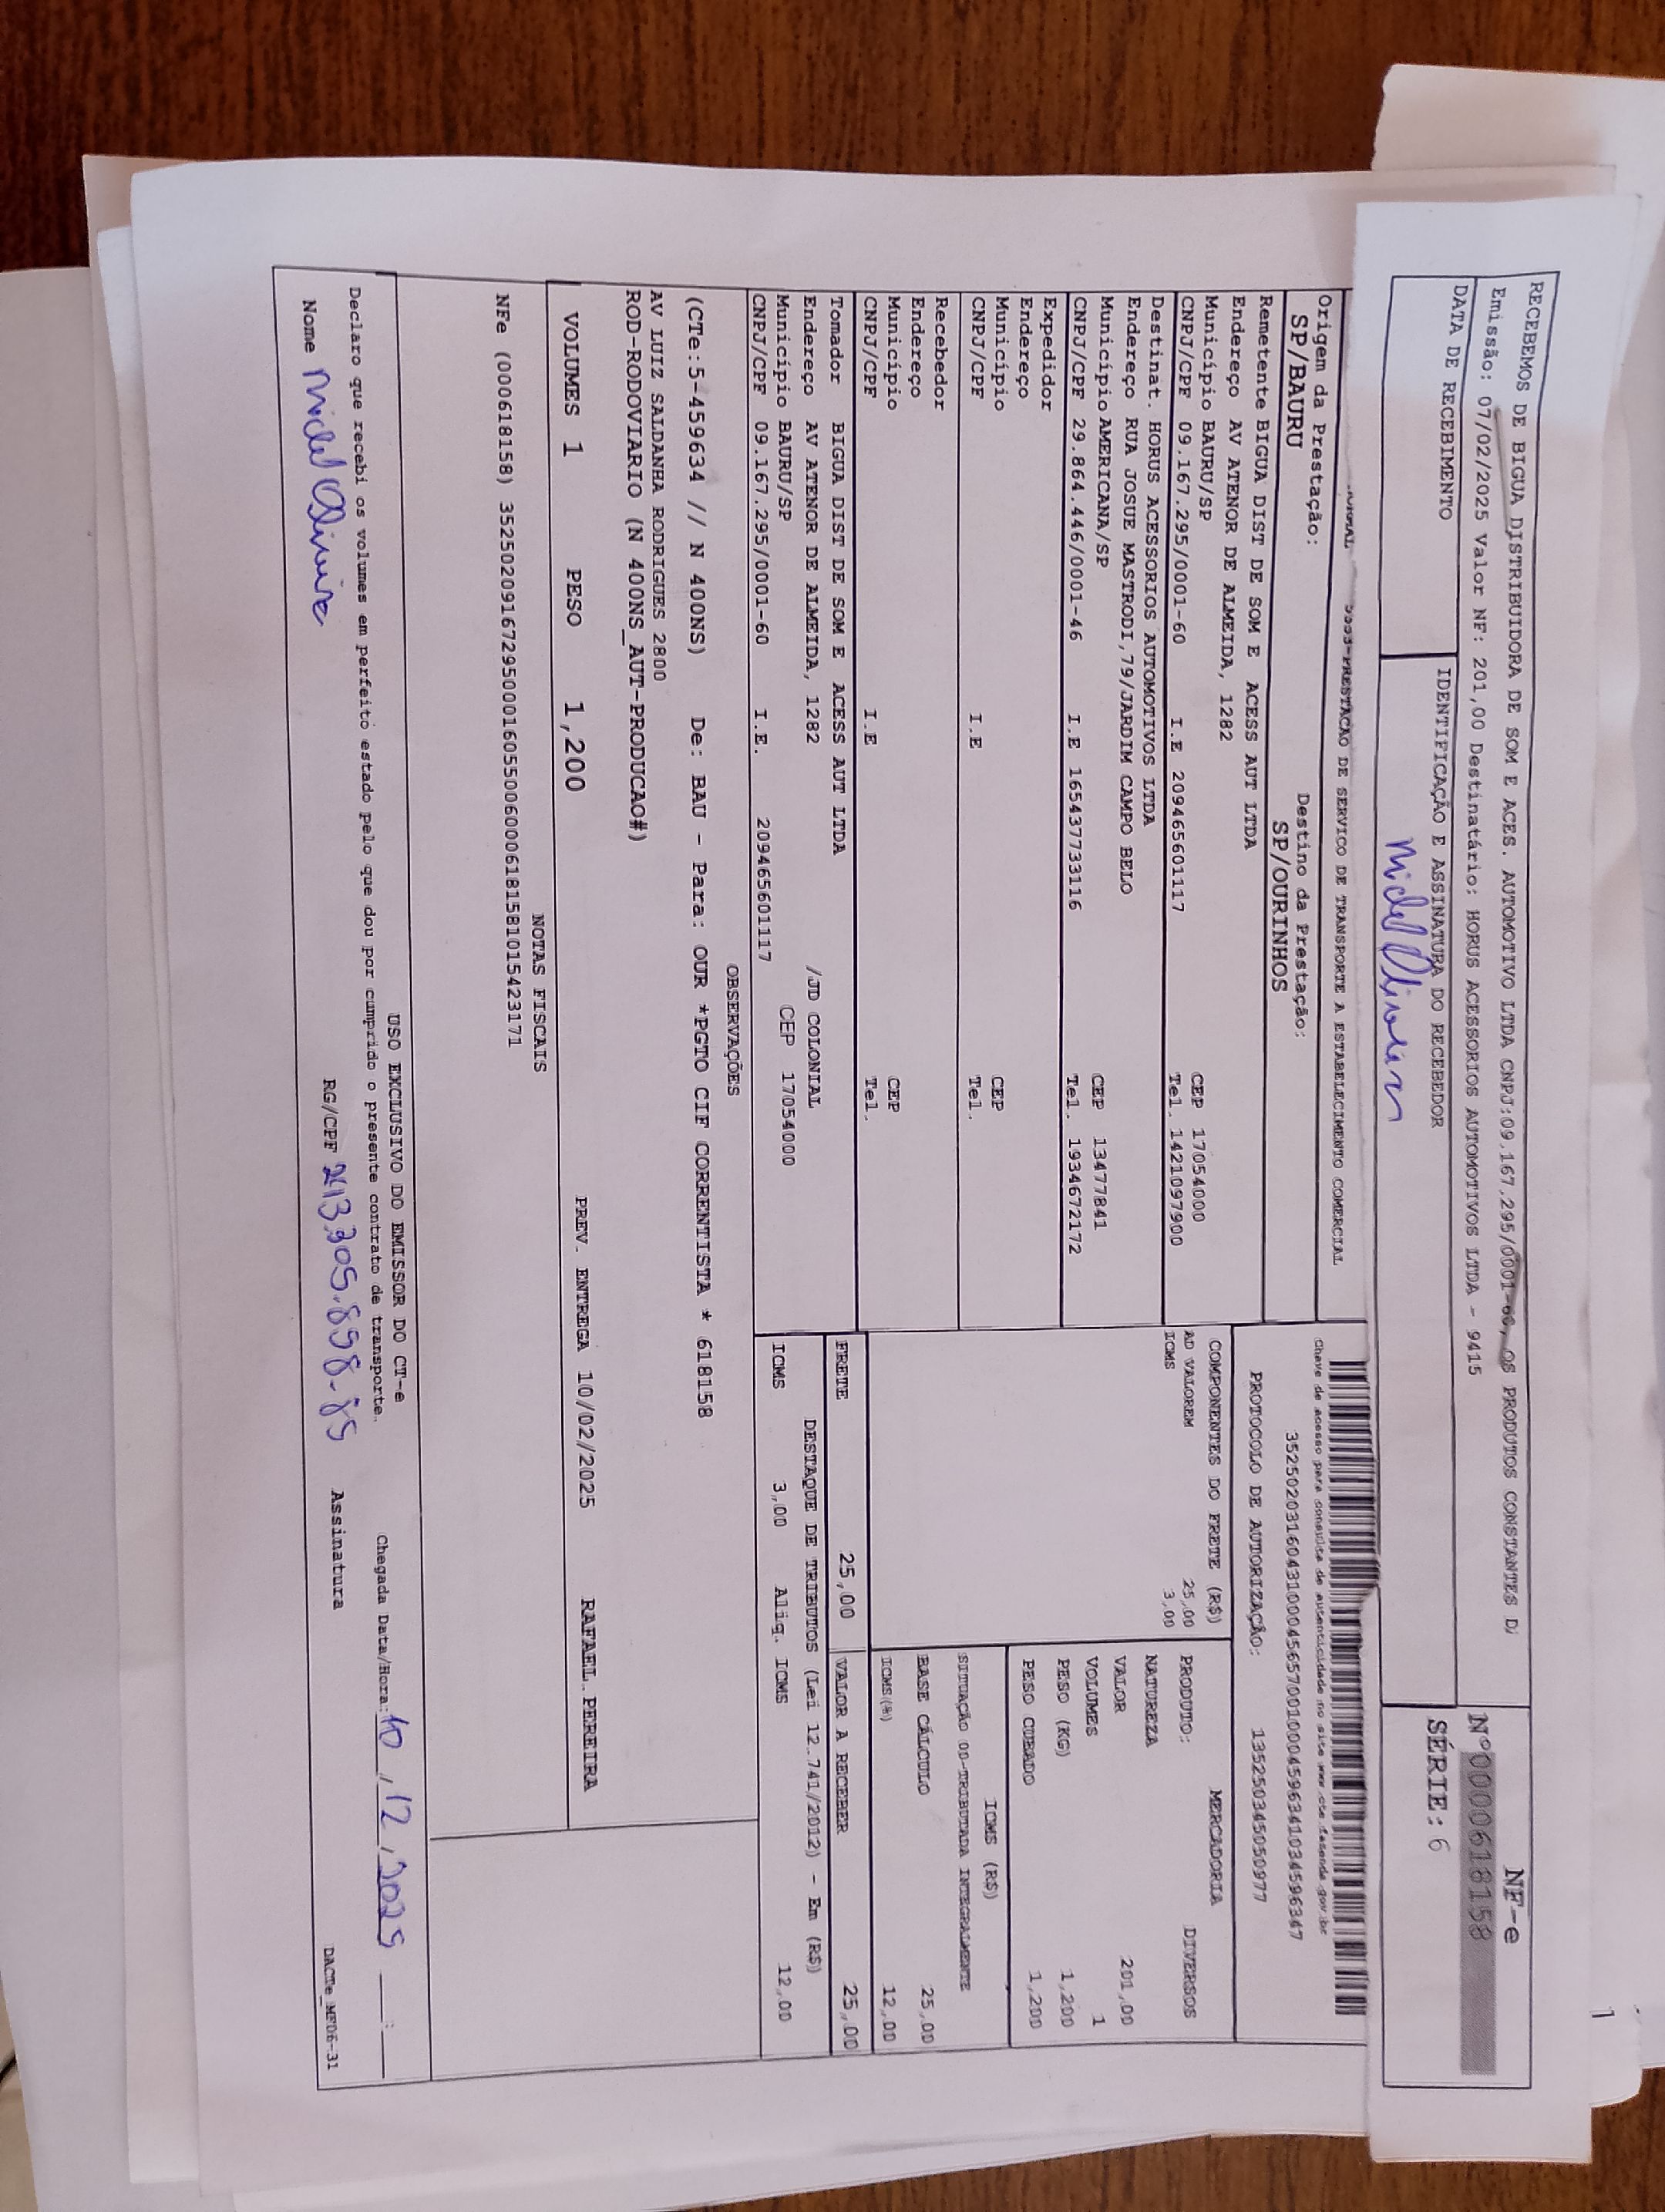 RECEBEMOS DE BIGUA DISTRIBUIDORA DE SOM E ACES. AUTOMOTIVO LTDA CNPJ:09.167.295/0001-60, OS PRODUTOS CONSTANTES
Emissão: 07/02/2025 Valor NF: 201,00 Destinatário: HORUS ACESSORIOS AUTOMOTIVOS LTDA - 9415
DATA DE RECEBIMENTO
IDENTIFICAÇÃO E ASSINATURA DO RECEBEDOR
NF-e
Nº000618158
SÉRIE:6
1
5353-PRESTAÇÃO DE SERVICO DE TRANSPORTE A ESTABELECIMENTO COMERCIAL
Origem da Prestação:
SP/BAURU
Destino da Prestação:
SP/OURINHOS
Chave de acesso para consulta de autenticidade no site www.cte.fazenda.gov.br
35250203160431000456570010004596341034596347
PROTOCOLO DE AUTORIZAÇÃO: 135250345050977
Remetente BIGUA DIST DE SOM E ACESS AUT LTDA
Endereço AV ATENOR DE ALMEIDA, 1282
Município BAURU/SP CEP 17054000
CNPJ/CPF 09.167.295/0001-60 I.E 209465601117 Tel. 1421097900
Destinat. HORUS ACESSORIOS AUTOMOTIVOS LTDA
Endereço RUA JOSUE MASTRODI,79/JARDIM CAMPO BELO
Município AMERICANA/SP CEP 13477841
CNPJ/CPF 29.864.446/0001-46 I.E 165437733116 Tel. 1934672172
Expedidor
Endereço
Município CEP
CNPJ/CPF I.E Tel.
Recebedor
Endereço
Município CEP
CNPJ/CPF I.E Tel.
Tomador BIGUA DIST DE SOM E ACESS AUT LTDA
Endereço AV ATENOR DE ALMEIDA, 1282 /JD COLONIAL
Município BAURU/SP CEP 17054000
CNPJ/CPF 09.167.295/0001-60 I.E. 209465601117
COMPONENTES DO FRETE (R$)
AD VALOREM 25,00
ICMS 3,00
MERCADORIA
PRODUTO: DIVERSOS
NATUREZA
VALOR 201,00
VOLUMES 1
PESO (KG) 1,200
PESO CUBADO 1,200
ICMS (R$)
SITUAÇÃO 00-TRIBUTADA INTEGRALMENTE
BASE CÁLCULO 25,00
ICMS(%) 12,00
FRETE 25,00 VALOR A RECEBER 25,00
DESTAQUE DE TRIBUTOS (Lei 12.741/2012) - Em (R$)
ICMS 3,00 Aliq. ICMS 12,00
OBSERVAÇÕES
(CTe:5-459634 // N 400NS) De: BAU - Para: OUR *PGTO CIF CORRENTISTA * 618158
AV LUIZ SALDANHA RODRIGUES 2800
ROD-RODOVIARIO (N 400NS_AUT-PRODUCAO#)
VOLUMES 1 PESO 1,200 PREV. ENTREGA 10/02/2025 RAFAEL.PEREIRA
NOTAS FISCAIS
NFe (000618158) 35250209167295000160550060006181581015423171
USO EXCLUSIVO DO EMISSOR DO CT-e
Declaro que recebi os volumes em perfeito estado pelo que dou por cumprido o presente contrato de transporte.
Chegada Data/Hora: 10, 12, 2025 :
Nome RG/CPF Assinatura
DACTe_MF06-31